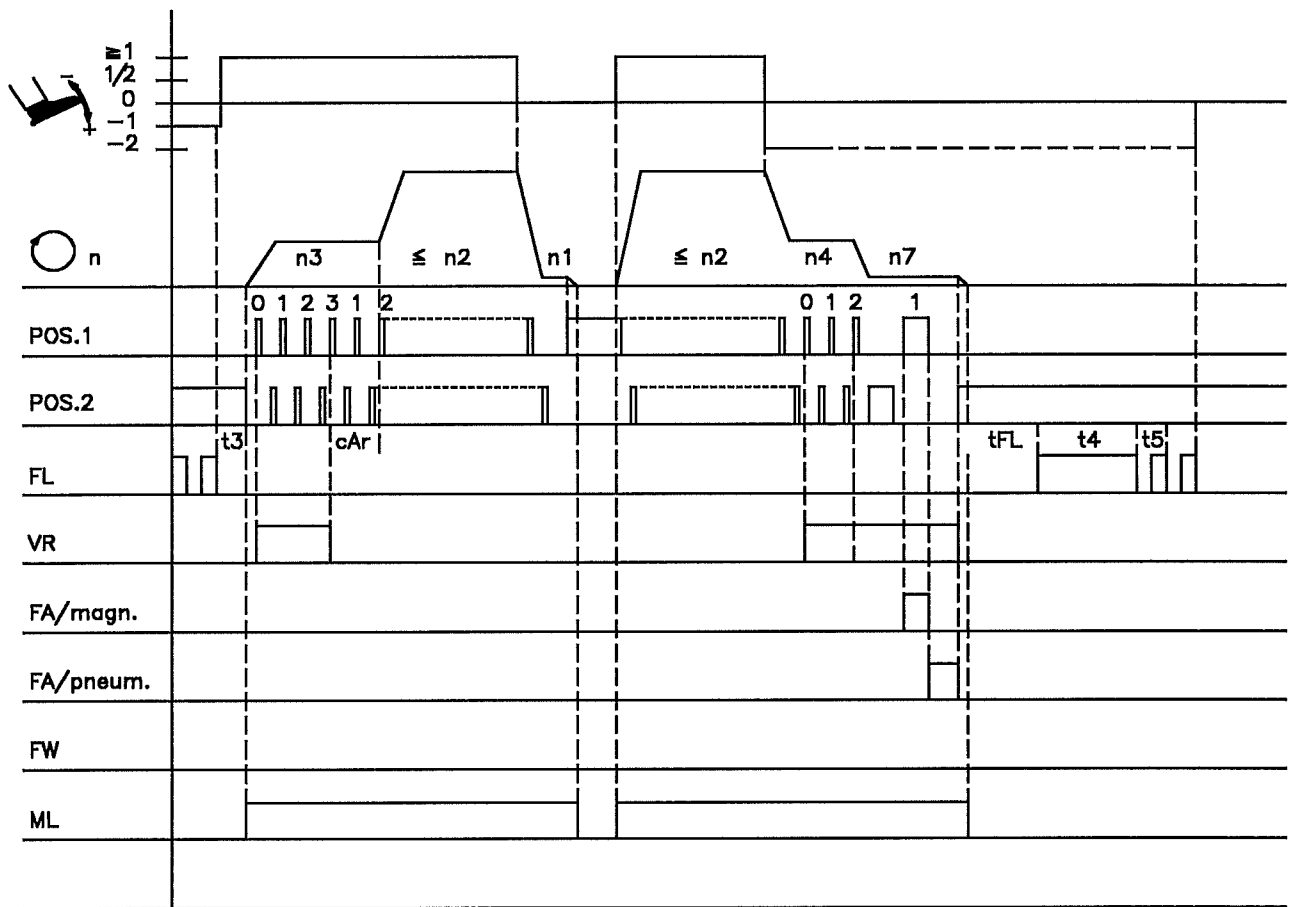 ≧1
1/2
0
-1
-2
-
+
n
n3
≦ n2
n1
≦ n2
n4
n7
0 1 2 3 1 2
0 1 2
1
POS.1
POS.2
t3
cAr
tFL
t4
t5
FL
VR
FA/magn.
FA/pneum.
FW
ML